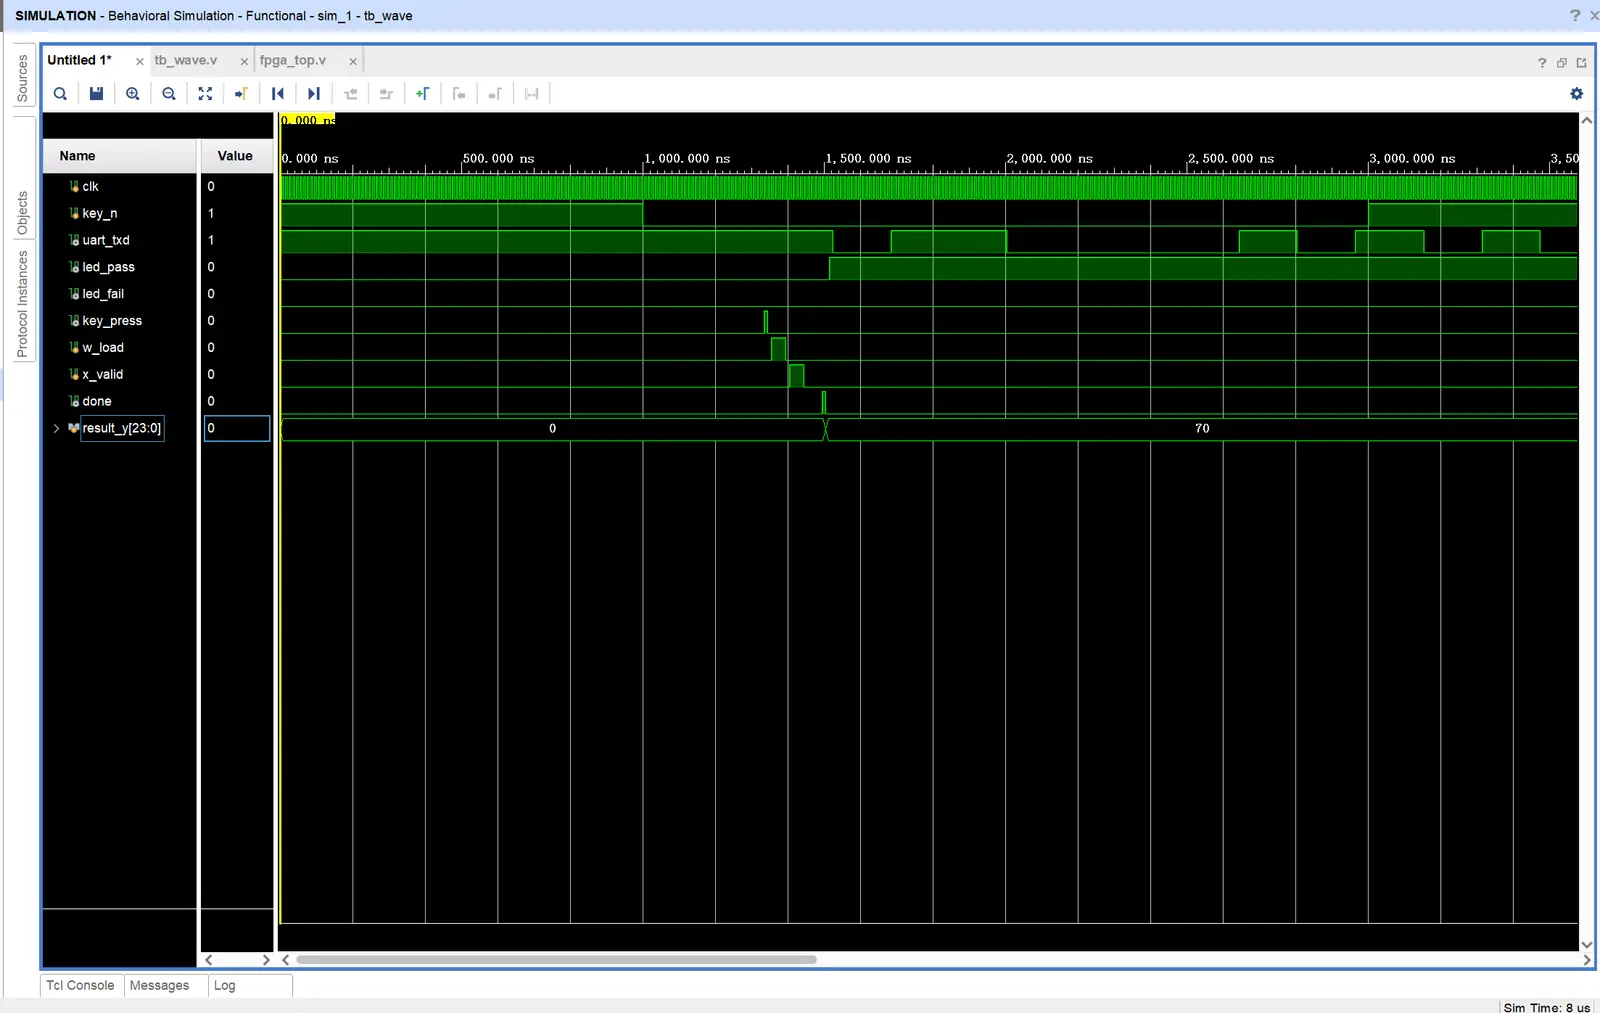 SIMULATION - Behavioral Simulation - Functional - sim_1 - tb_wave
Sources
Objects
Protocol Instances
Untitled 1*
tb_wave.v
fpga_top.v
0.000 ns
Name
Value
0.000 ns 500.000 ns 1,000.000 ns 1,500.000 ns 2,000.000 ns 2,500.000 ns 3,000.000 ns 3,50
clk 0
key_n 1
uart_txd 1
led_pass 0
led_fail 0
key_press 0
w_load 0
x_valid 0
done 0
result_y[23:0] 0 0 70
Tcl Console Messages Log
Sim Time: 8 us